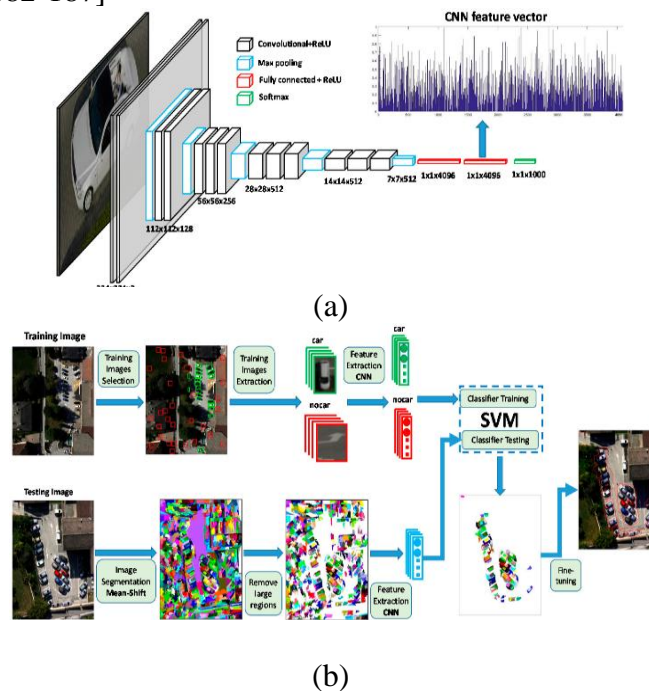 CNN feature vector
Convolutional+ReLU
Max pooling
Fully connected + ReLU
Softmax
112x112x128
56x56x256
28x28x512
14x14x512
7x7x512
1x1x4096
1x1x4096
1x1x1000
(a)
Training Image
Training
Images
Selection
Training
Images
Extraction
car
nocar
Feature
Extraction
CNN
car
nocar
Classifier Training
SVM
Classifier Testing
Testing Image
Image
Segmentation
Mean-Shift
Remove
large
regions
Feature
Extraction
CNN
Fine-
tuning
(b)